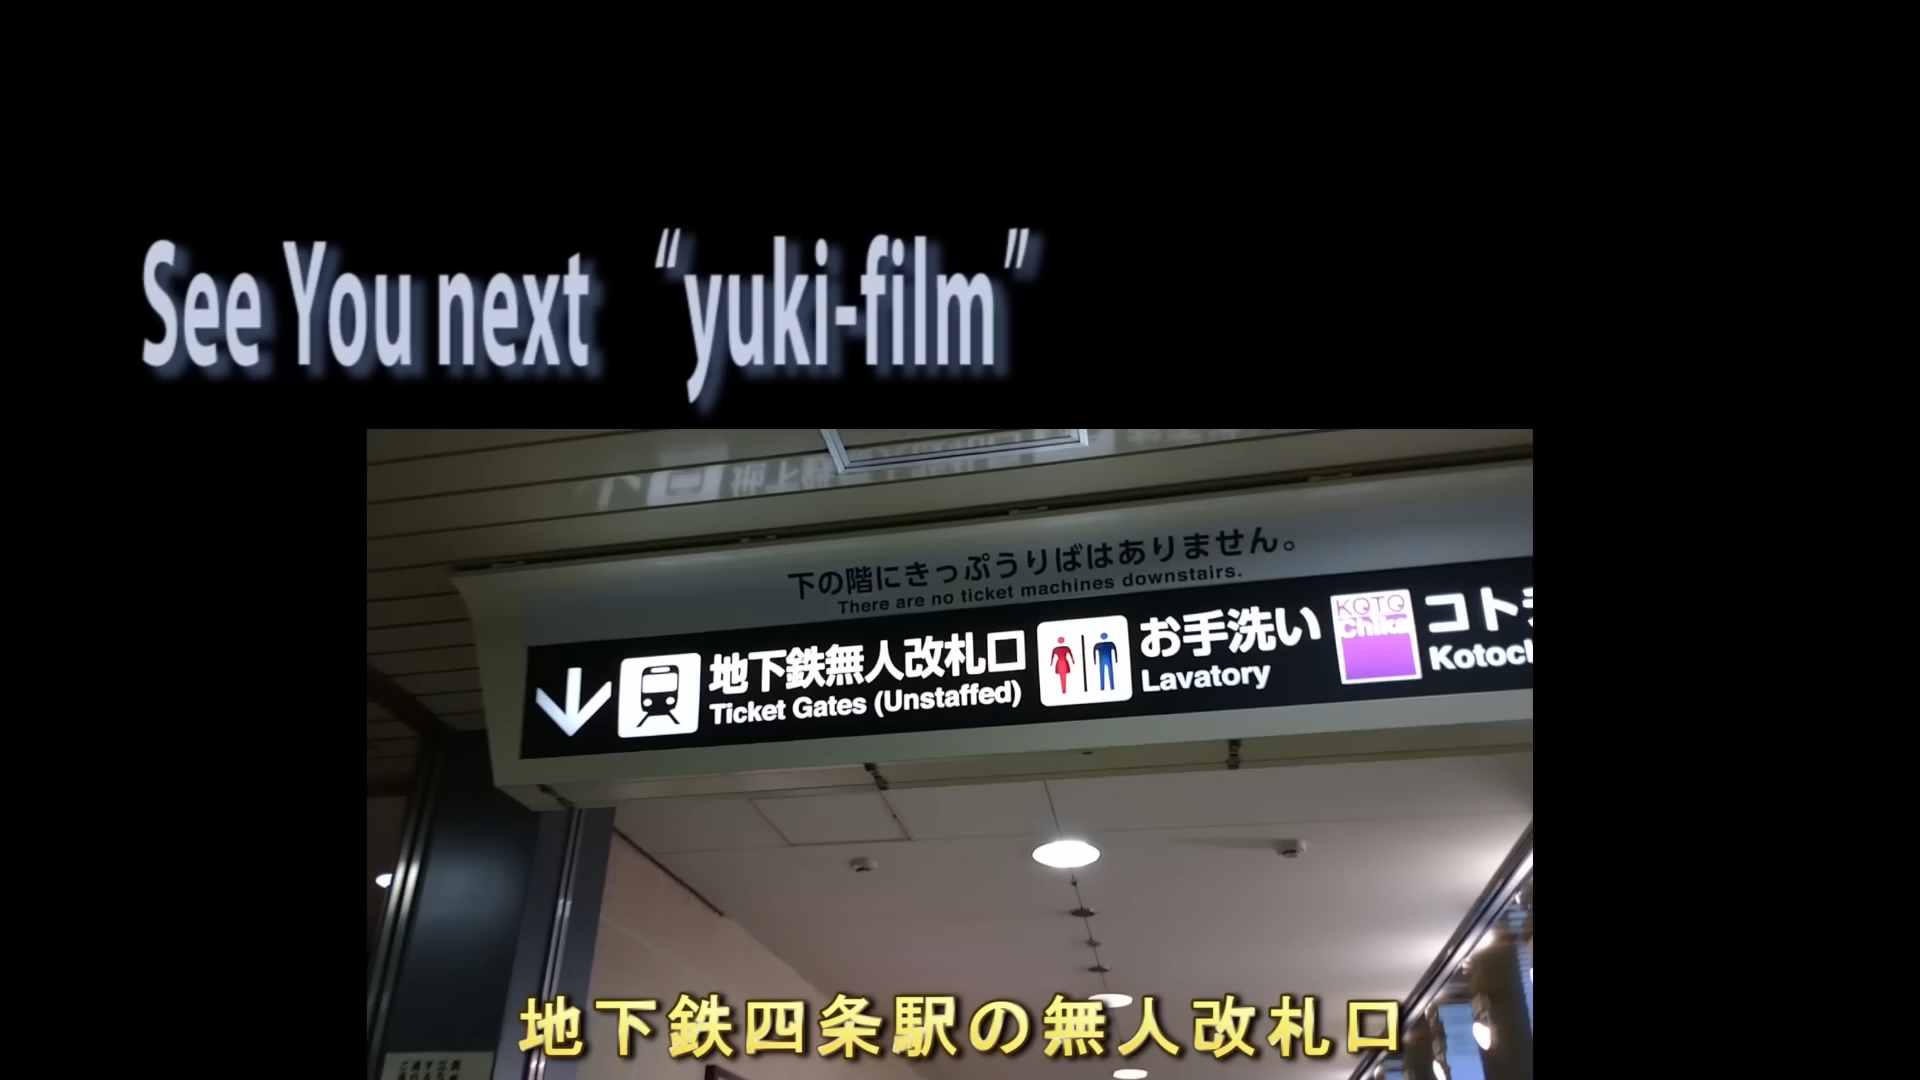 See You next “yuki-film”
下の階にきっぷうりばはありません。
There are no ticket machines downstairs.
地下鉄無人改札口
Ticket Gates (Unstaffed)
お手洗い
Lavatory
KOTO
Chika
コト
Kotoc
地下鉄四条駅の無人改札口